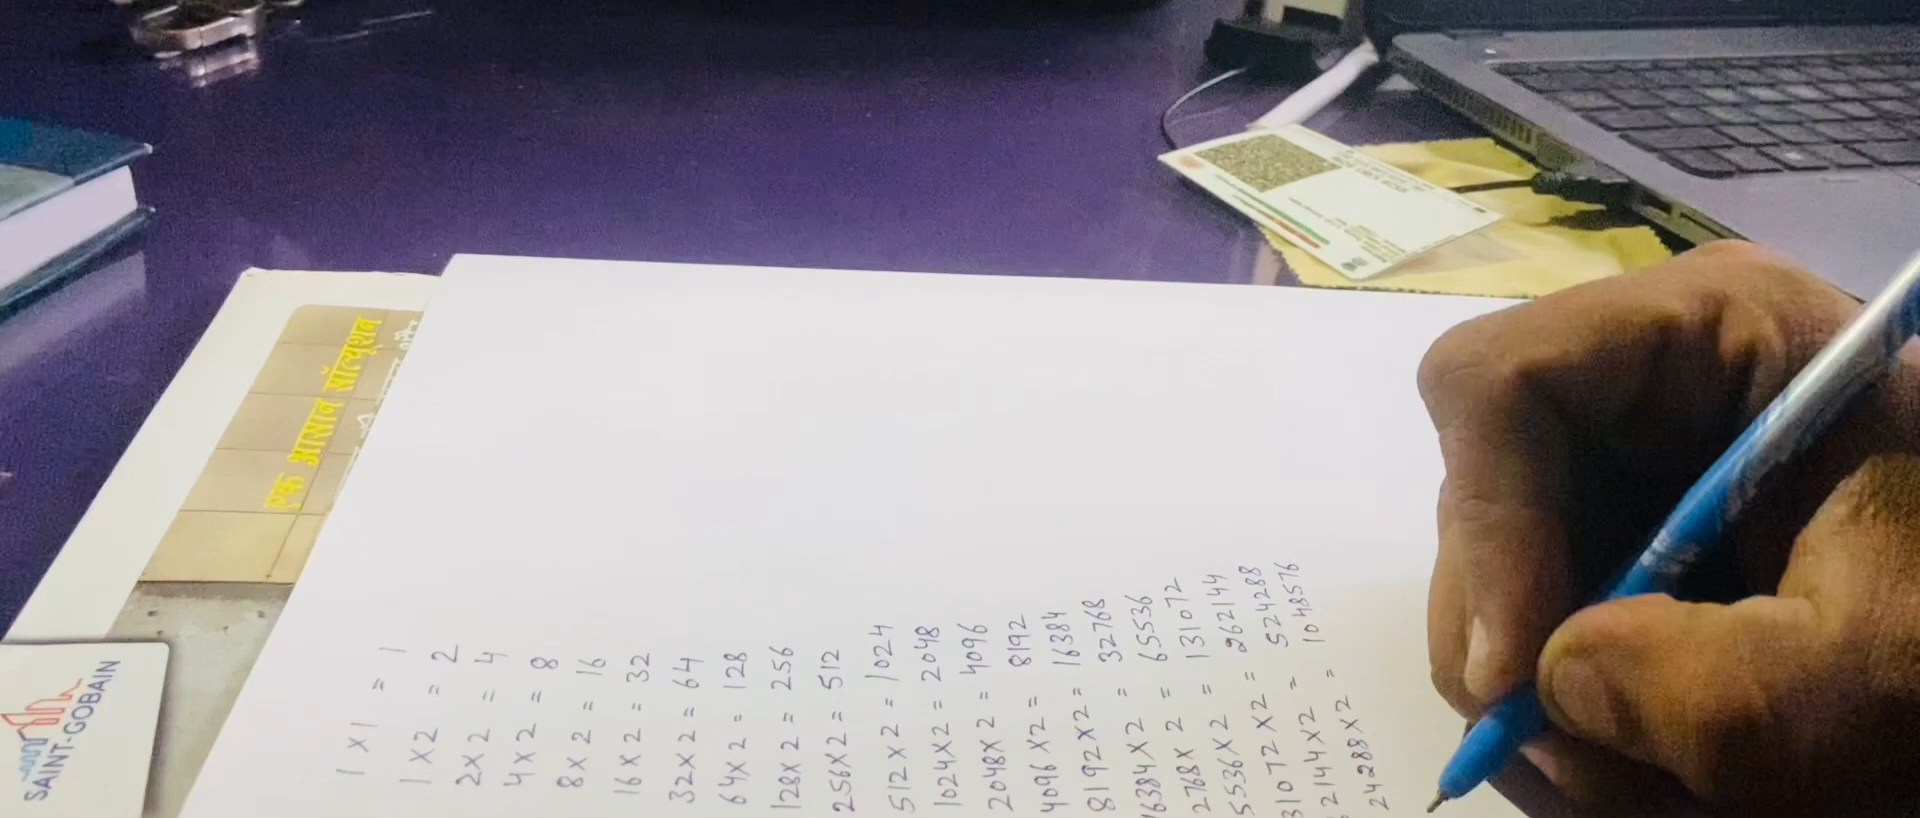 एक आसान सॉल्यूशन
SAINT-GOBAIN
1 X 1 = 1
1 X 2 = 2
2 X 2 = 4
4 X 2 = 8
8 X 2 = 16
16 X 2 = 32
32 X 2 = 64
64 X 2 = 128
128 X 2 = 256
256 X 2 = 512
512 X 2 = 1024
1024 X 2 = 2048
2048 X 2 = 4096
4096 X 2 = 8192
8192 X 2 = 16384
16384 X 2 = 32768
2768 X 2 = 65536
5536 X 2 = 131072
31072 X 2 = 262144
2144 X 2 = 524288
24288 X 2 = 1048576